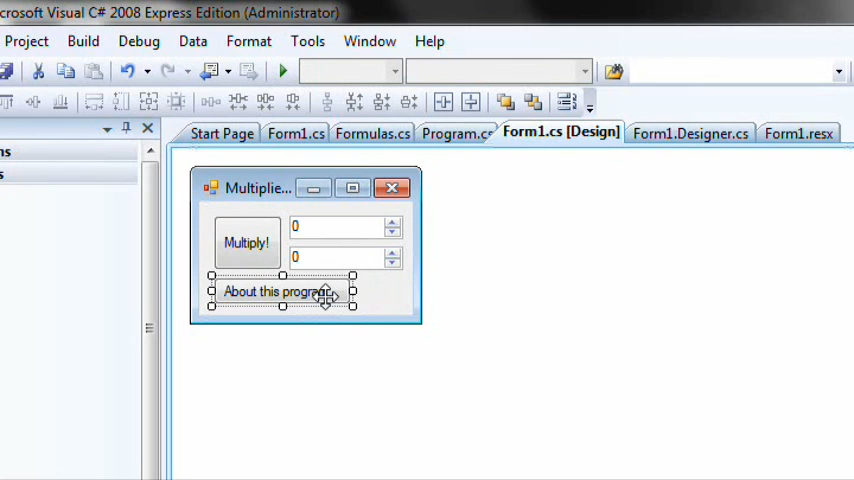 crosoft Visual C# 2008 Express Edition (Administrator)
Project Build Debug Data Format Tools Window Help
Start Page Form1.cs Formulas.cs Program.cs Form1.cs [Design] Form1.Designer.cs Form1.resx
ns
s
Multiplie...
Multiply!
0
0
About this program